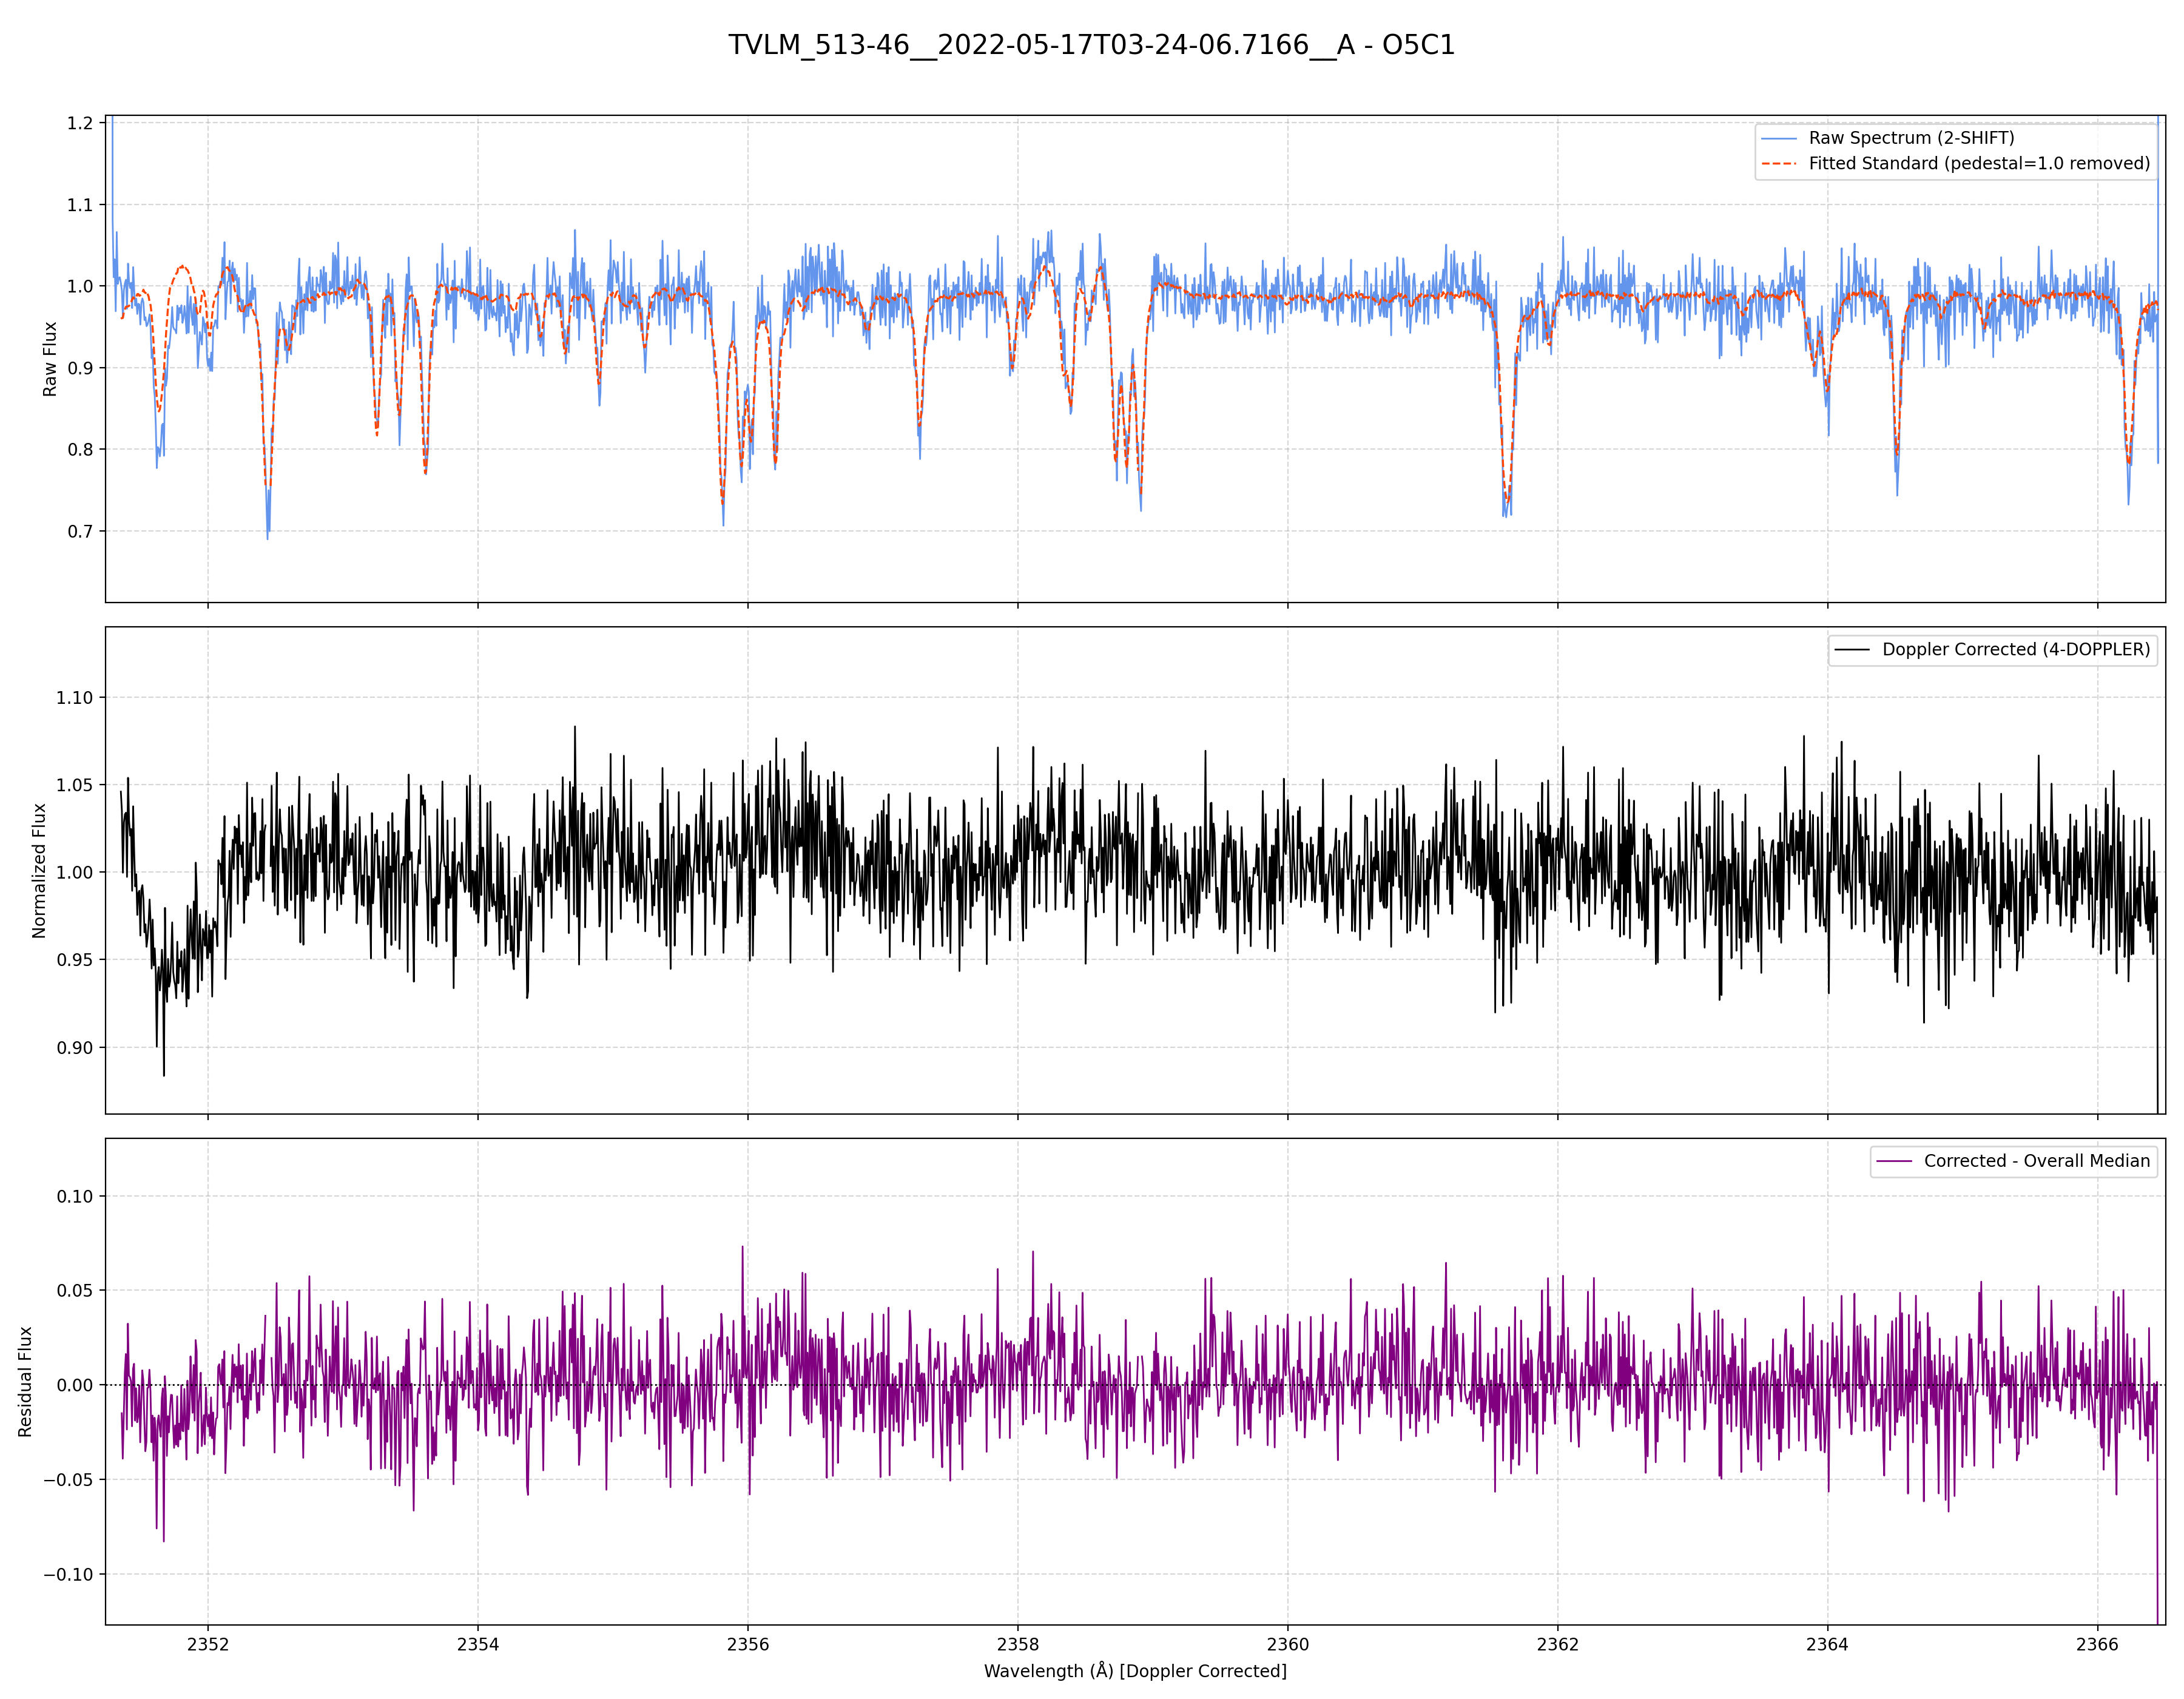 TVLM_513-46__2022-05-17T03-24-06.7166__A - O5C1
Raw Flux
1.2
1.1
1.0
0.9
0.8
0.7
Raw Spectrum (2-SHIFT)
Fitted Standard (pedestal=1.0 removed)
Normalized Flux
1.10
1.05
1.00
0.95
0.90
Doppler Corrected (4-DOPPLER)
Residual Flux
0.10
0.05
0.00
−0.05
−0.10
Corrected - Overall Median
2352 2354 2356 2358 2360 2362 2364 2366
Wavelength (Å) [Doppler Corrected]